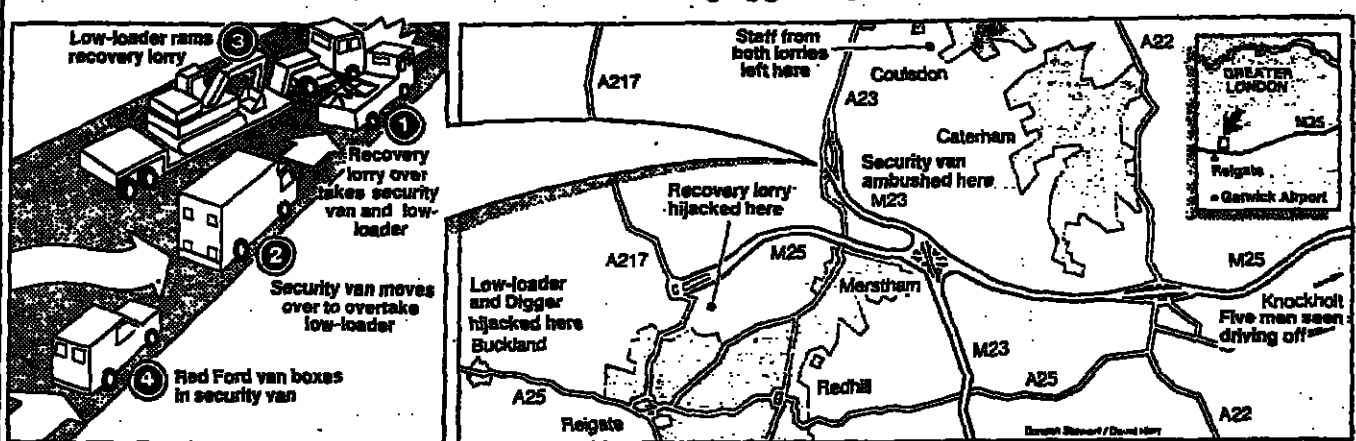 Low-loader rams
recovery lorry
3
1
Recovery
lorry over
takes security
van and low-
loader
2
Security van moves
over to overtake
low-loader
4
Red Ford van boxes
in security van
Staff from
both lorries
left here
Coulsdon
A217
A23
A22
Caterham
GREATER
LONDON
M25
Reigate
Gatwick Airport
Security van
ambushed here
M23
Recovery lorry
hijacked here
A217
M25
Merstham
M25
Low-loader
and Digger
hijacked here
Buckland
Knockholt
Five men seen
driving off
M23
A25
Redhill
A25
Reigate
A22